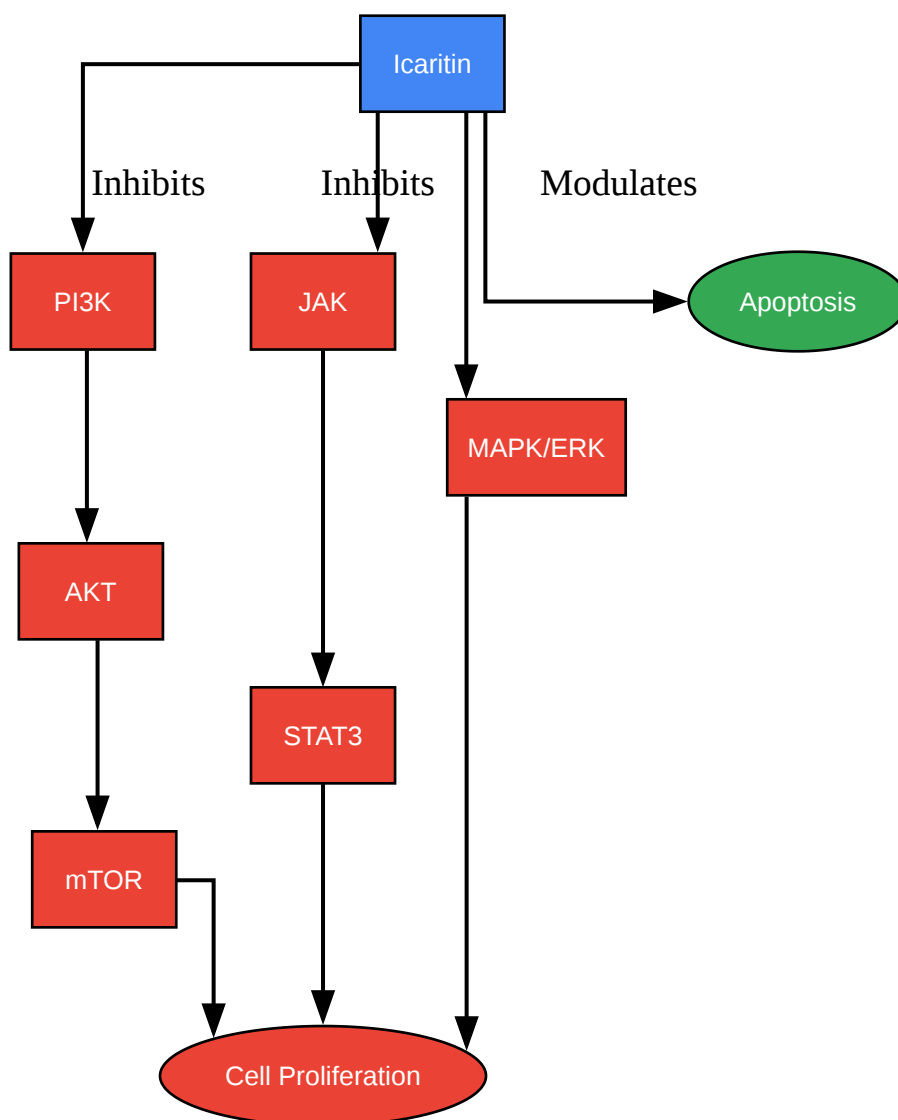 Icaritin
Inhibits
Inhibits
Modulates
PI3K
JAK
Apoptosis
MAPK/ERK
AKT
STAT3
mTOR
Cell Proliferation